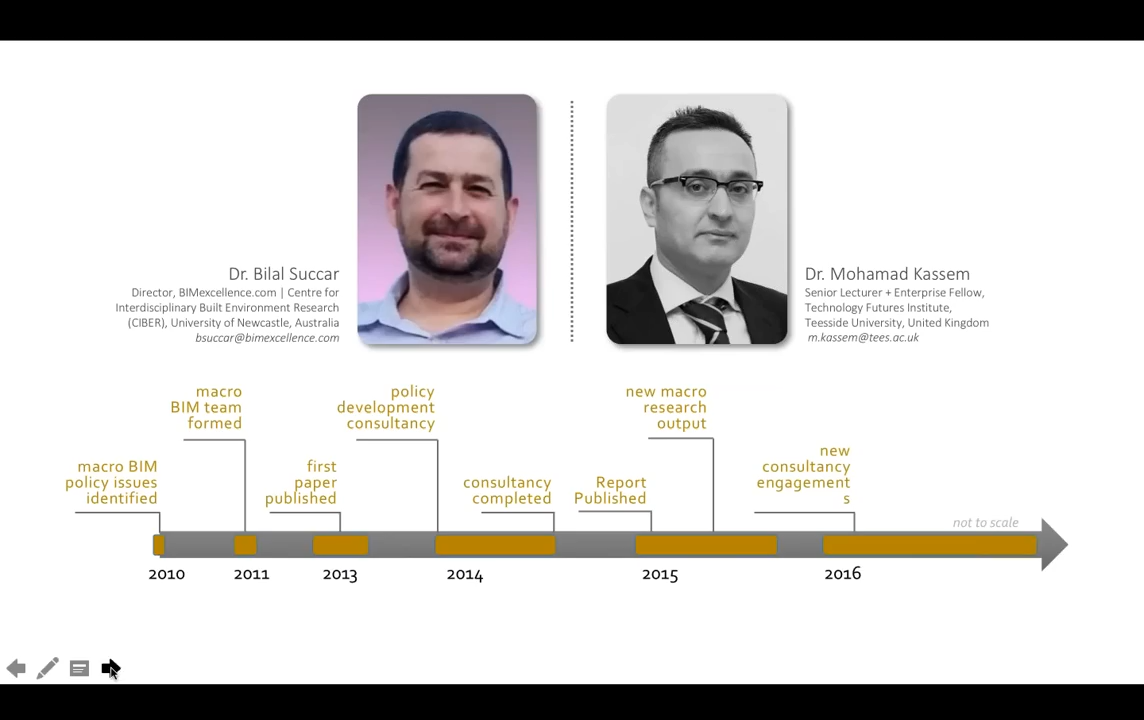 Dr. Bilal Succar
Director, BIMexcellence.com | Centre for
Interdisciplinary Built Environment Research
(CIBER), University of Newcastle, Australia
bsuccar@bimexcellence.com
Dr. Mohamad Kassem
Senior Lecturer + Enterprise Fellow,
Technology Futures Institute,
Teesside University, United Kingdom
m.kassem@tees.ac.uk
macro BIM
policy issues
identified
macro
BIM team
formed
first
paper
published
policy
development
consultancy
consultancy
completed
Report
Published
new macro
research
output
new
consultancy
engagement
s
not to scale
2010
2011
2013
2014
2015
2016